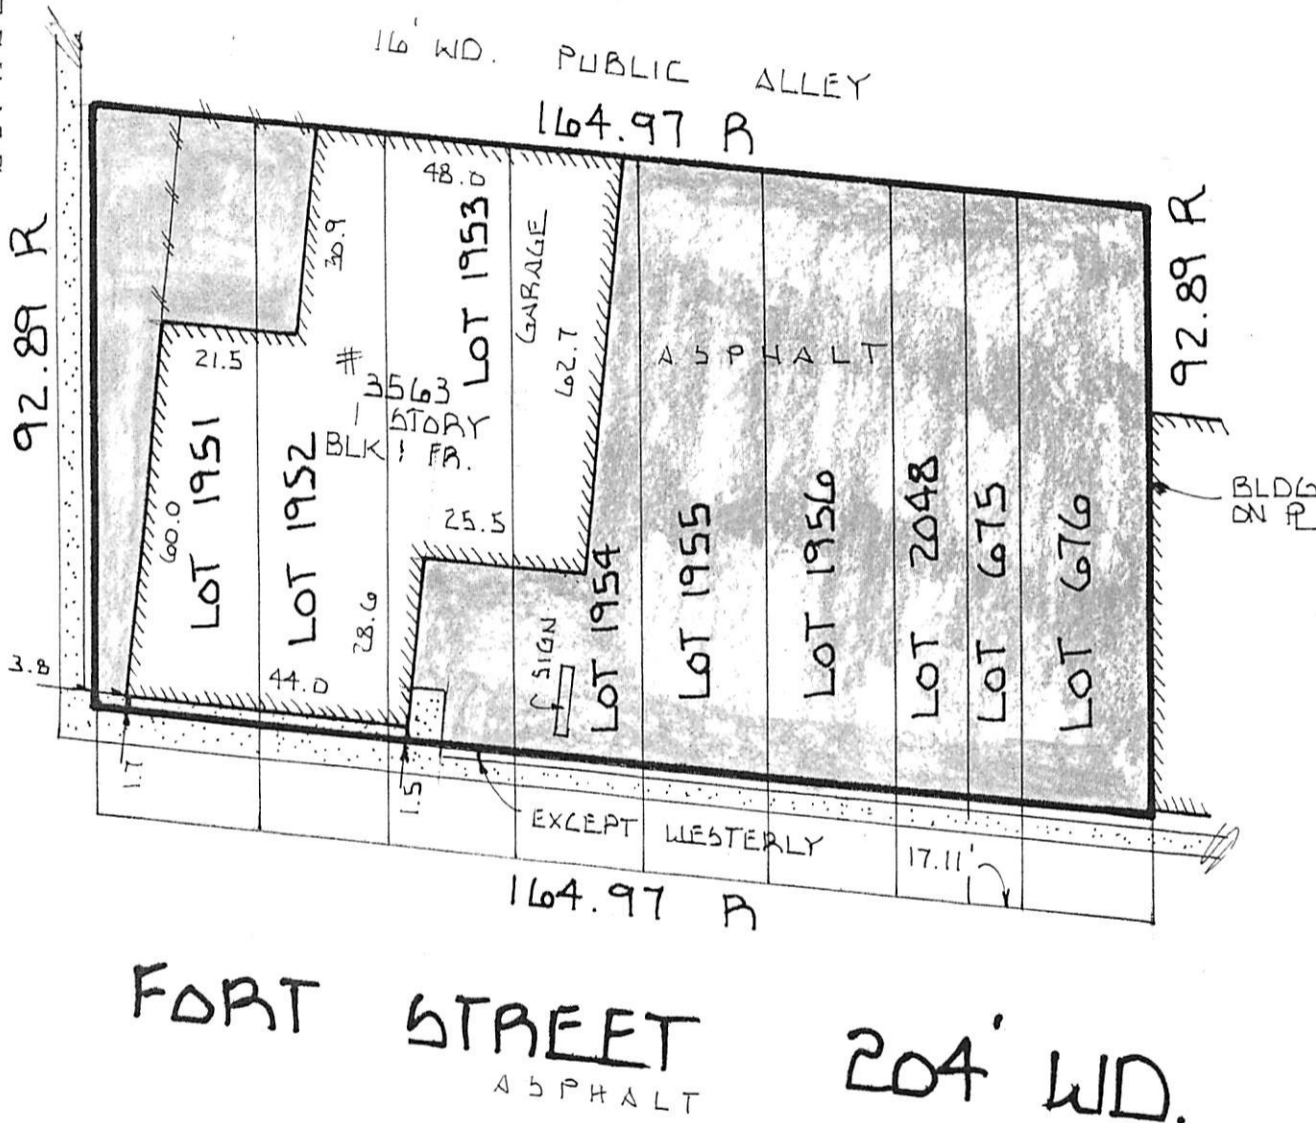 16' WD. PUBLIC ALLEY
164.97 R
92.89 R
92.89 R
48.0
30.9
GARAGE
62.7
21.5
#
3563
1 STORY
BLK & FR.
ASPHALT
25.5
60.0
28.6
44.0
3.8
1.7
1.5
SIGN
LOT 1951
LOT 1952
LOT 1953
LOT 1954
LOT 1955
LOT 1956
LOT 2048
LOT 675
LOT 676
BLDG
ON PL
EXCEPT WESTERLY 17.11'
164.97 R
FORT STREET 204' WD.
ASPHALT